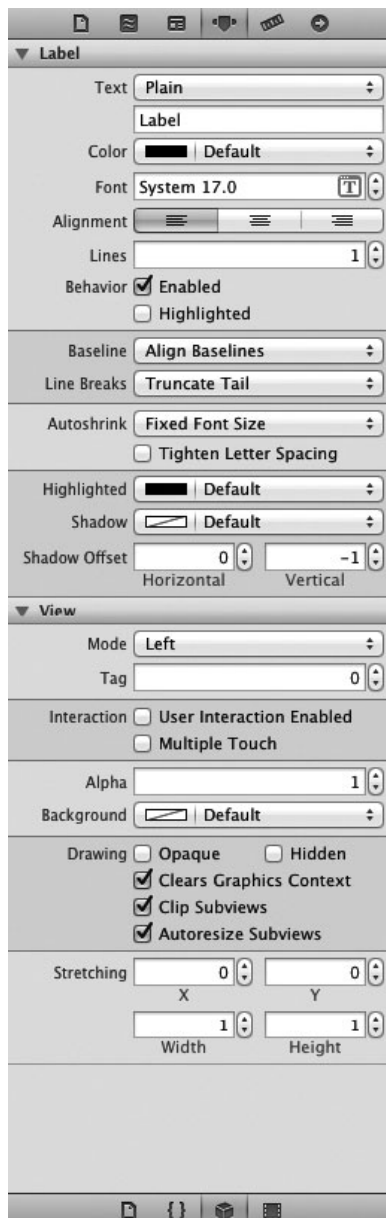 Label
Text Plain
Label
Color Default
Font System 17.0 T
Alignment
Lines 1
Behavior Enabled
Highlighted
Baseline Align Baselines
Line Breaks Truncate Tail
Autoshrink Fixed Font Size
Tighten Letter Spacing
Highlighted Default
Shadow Default
Shadow Offset 0 -1
Horizontal Vertical
View
Mode Left
Tag 0
Interaction User Interaction Enabled
Multiple Touch
Alpha 1
Background Default
Drawing Opaque Hidden
Clears Graphics Context
Clip Subviews
Autoresize Subviews
Stretching 0 0
X Y
1 1
Width Height
{ }